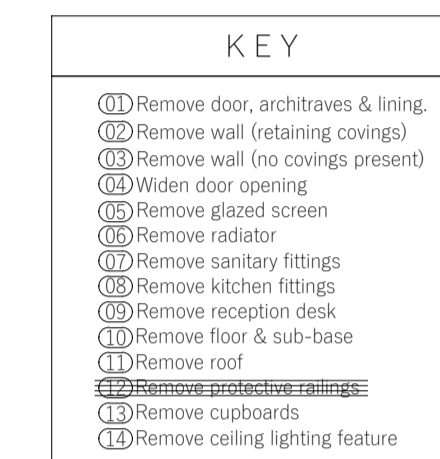 KEY
01 Remove door, architraves & lining.
02 Remove wall (retaining covings)
03 Remove wall (no covings present)
04 Widen door opening
05 Remove glazed screen
06 Remove radiator
07 Remove sanitary fittings
08 Remove kitchen fittings
09 Remove reception desk
10 Remove floor & sub-base
11 Remove roof
12 Remove protective railings
13 Remove cupboards
14 Remove ceiling lighting feature